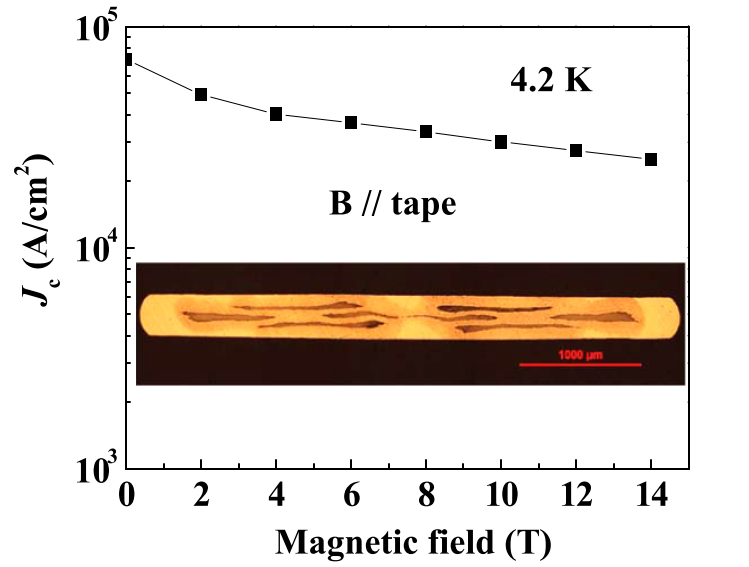 10^5
4.2 K
B // tape
10^4
J_c (A/cm^2)
1000 μm
10^3
0 2 4 6 8 10 12 14
Magnetic field (T)